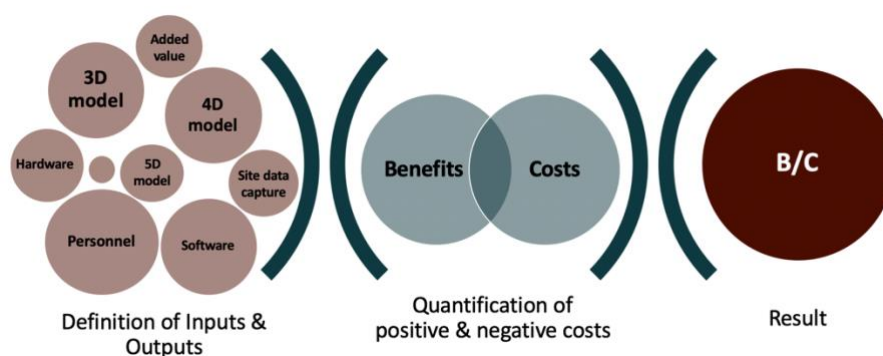 Added
value
3D
model
4D
model
Hardware
5D
model
Site data
capture
Personnel
Software
Definition of Inputs &
Outputs
Benefits
Costs
Quantification of
positive & negative costs
B/C
Result